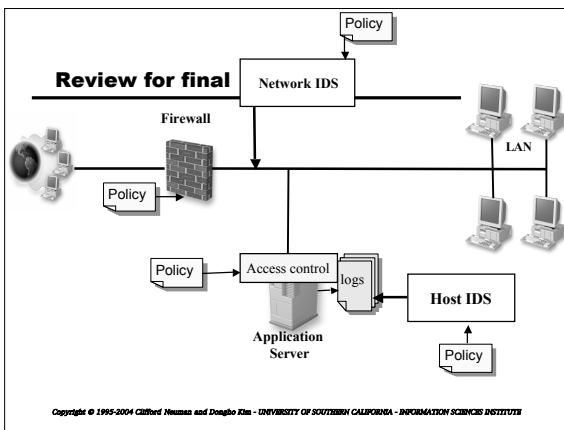 Policy
Review for final
Network IDS
Firewall
LAN
Policy
Policy
Access control
logs
Host IDS
Application
Server
Policy
Copyright © 1995-2004 Clifford Neuman and Dongho Kim - UNIVERSITY OF SOUTHERN CALIFORNIA - INFORMATION SCIENCES INSTITUTE